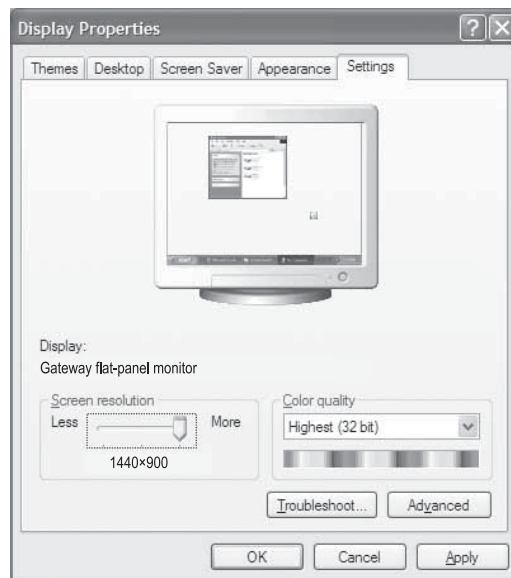 Display Properties
Themes Desktop Screen Saver Appearance Settings
Display:
Gateway flat-panel monitor
Screen resolution
Less More
1440×900
Color quality
Highest (32 bit)
Troubleshoot... Advanced
OK Cancel Apply